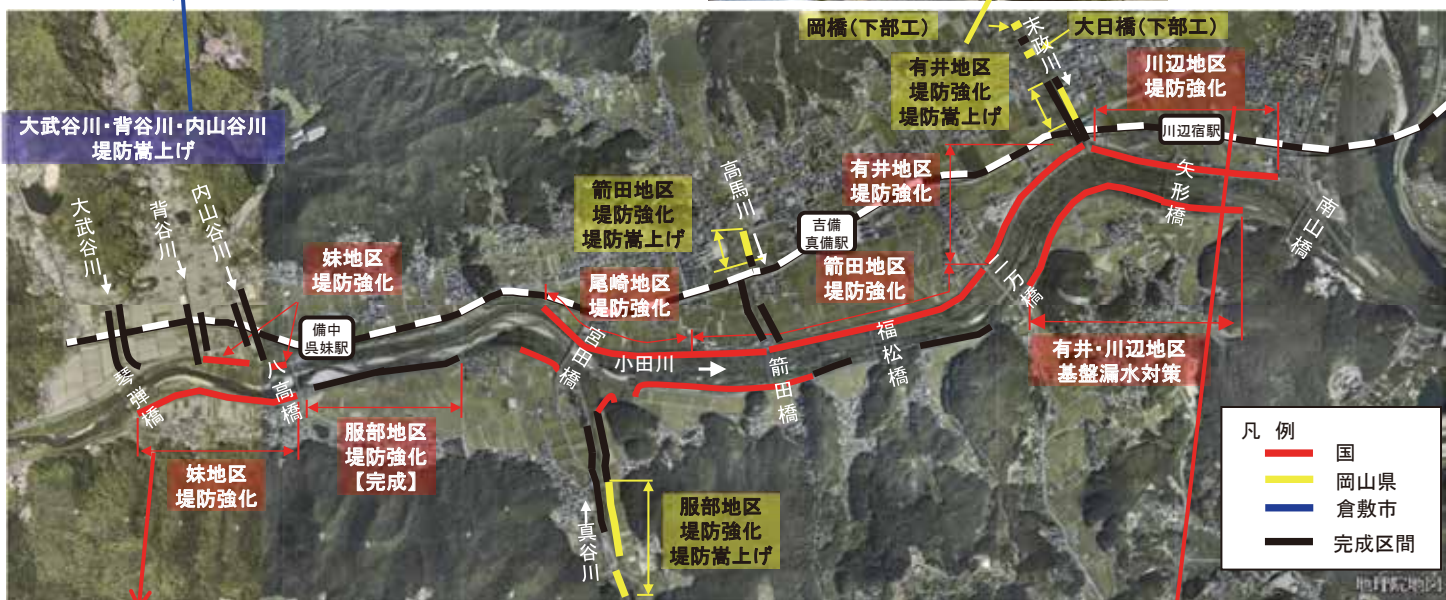 岡橋(下部工)
末政川
大日橋(下部工)
有井地区
堤防強化
堤防嵩上げ
川辺地区
堤防強化
大武谷川・背谷川・内山谷川
堤防嵩上げ
川辺宿駅
有井地区
堤防強化
矢形橋
南山橋
高馬川
箭田地区
堤防強化
堤防嵩上げ
吉備
真備駅
大武谷川
背谷川
内山谷川
妹地区
堤防強化
尾崎地区
堤防強化
箭田地区
堤防強化
二万橋
備中
呉妹駅
宮田橋
小田川
福松橋
箭田橋
有井・川辺地区
基盤漏水対策
琴弾橋
八高橋
服部地区
堤防強化
【完成】
妹地区
堤防強化
服部地区
堤防強化
堤防嵩上げ
真谷川
凡 例
国
岡山県
倉敷市
完成区間